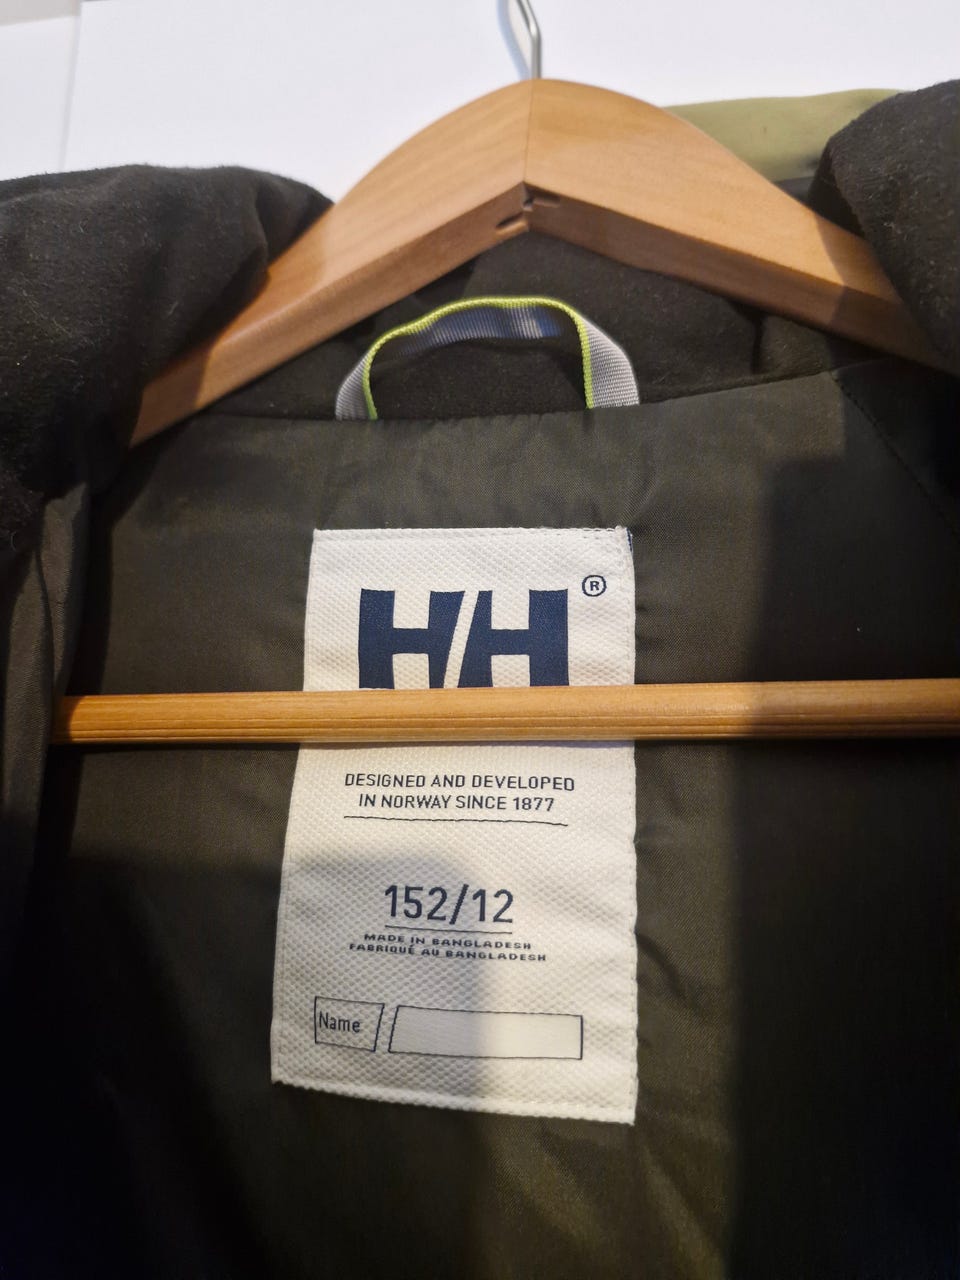 HH®
DESIGNED AND DEVELOPED
IN NORWAY SINCE 1877
152/12
MADE IN BANGLADESH
FABRIQUÉ AU BANGLADESH
Name